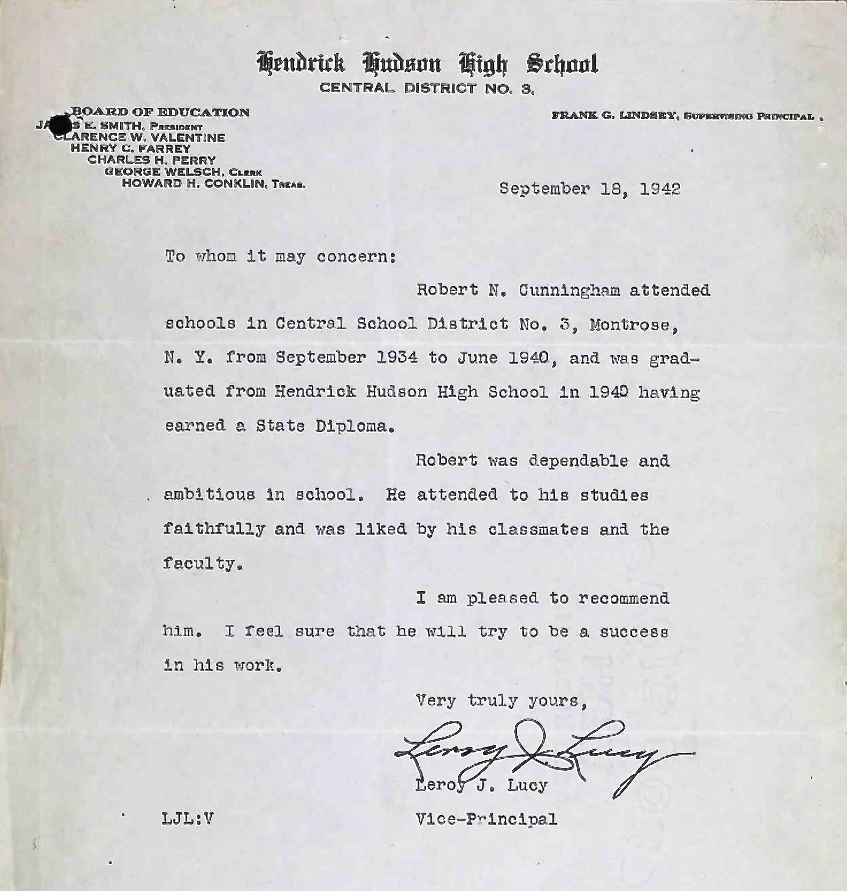 Hendrick Hudson High School
CENTRAL DISTRICT NO. 3,
BOARD OF EDUCATION
E. SMITH, PRESIDENT
CLARENCE W. VALENTINE
HENRY C. FARREY
CHARLES H. PERRY
GEORGE WELSCH, CLERK
HOWARD H. CONKLIN, TREAS.
FRANK G. LINDSEY, SUPERVISING PRINCIPAL
September 18, 1942
To whom it may concern:
Robert N. Cunningham attended
schools in Central School District No. 3, Montrose,
N. Y. from September 1934 to June 1940, and was grad-
uated from Hendrick Hudson High School in 1940 having
earned a State Diploma.
Robert was dependable and
ambitious in school. He attended to his studies
faithfully and was liked by his classmates and the
faculty.
I am pleased to recommend
him. I feel sure that he will try to be a success
in his work.
Very truly yours,
Leroy J. Lucy
Leroy J. Lucy
LJL:V
Vice-Principal